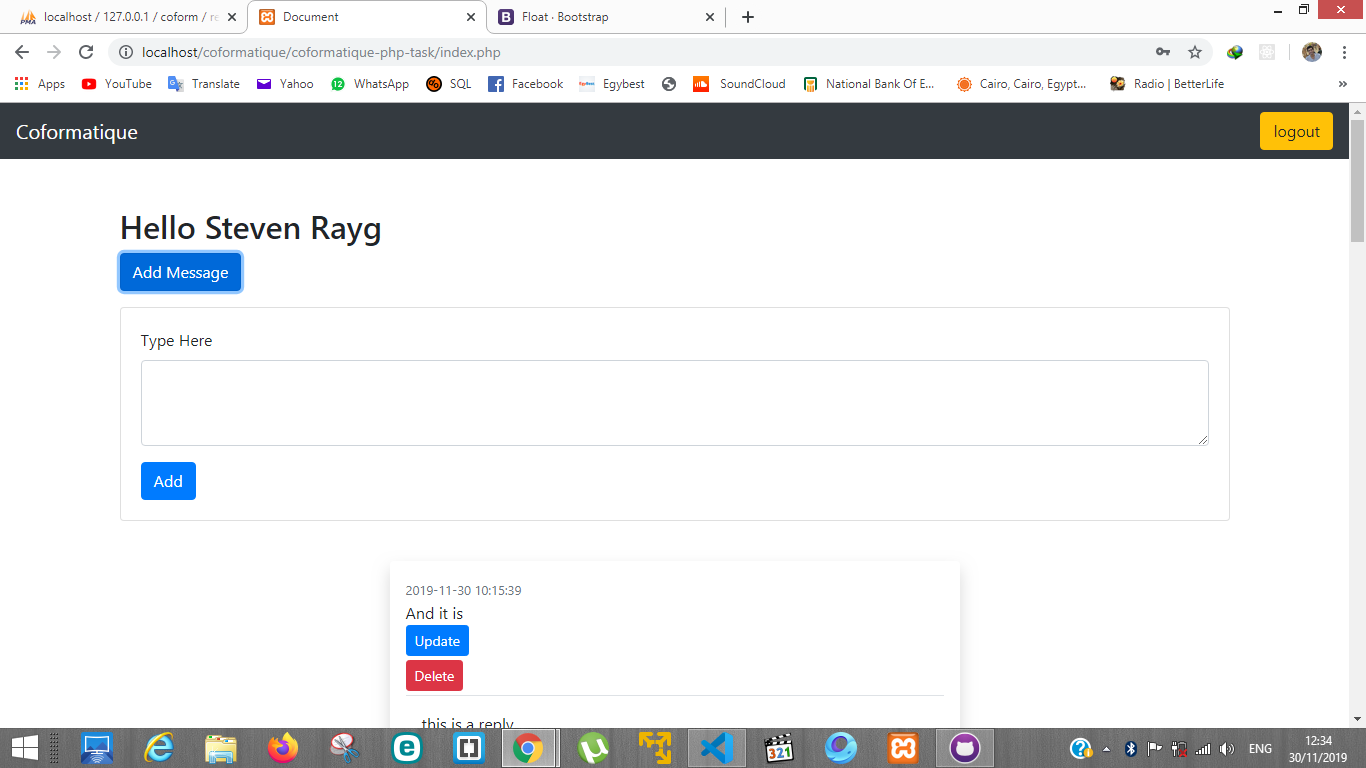 localhost / 127.0.0.1 / coform / re
Document
Float · Bootstrap
localhost/coformatique/coformatique-php-task/index.php
Apps
YouTube
Translate
Yahoo
12
WhatsApp
SQL
Facebook
Egybest
SoundCloud
National Bank Of E...
Cairo, Cairo, Egypt...
Radio | BetterLife
»
Coformatique
logout
Hello Steven Rayg
Add Message
Type Here
Add
2019-11-30 10:15:39
And it is
Update
Delete
this is a reply
321
ENG
12:34
30/11/2019